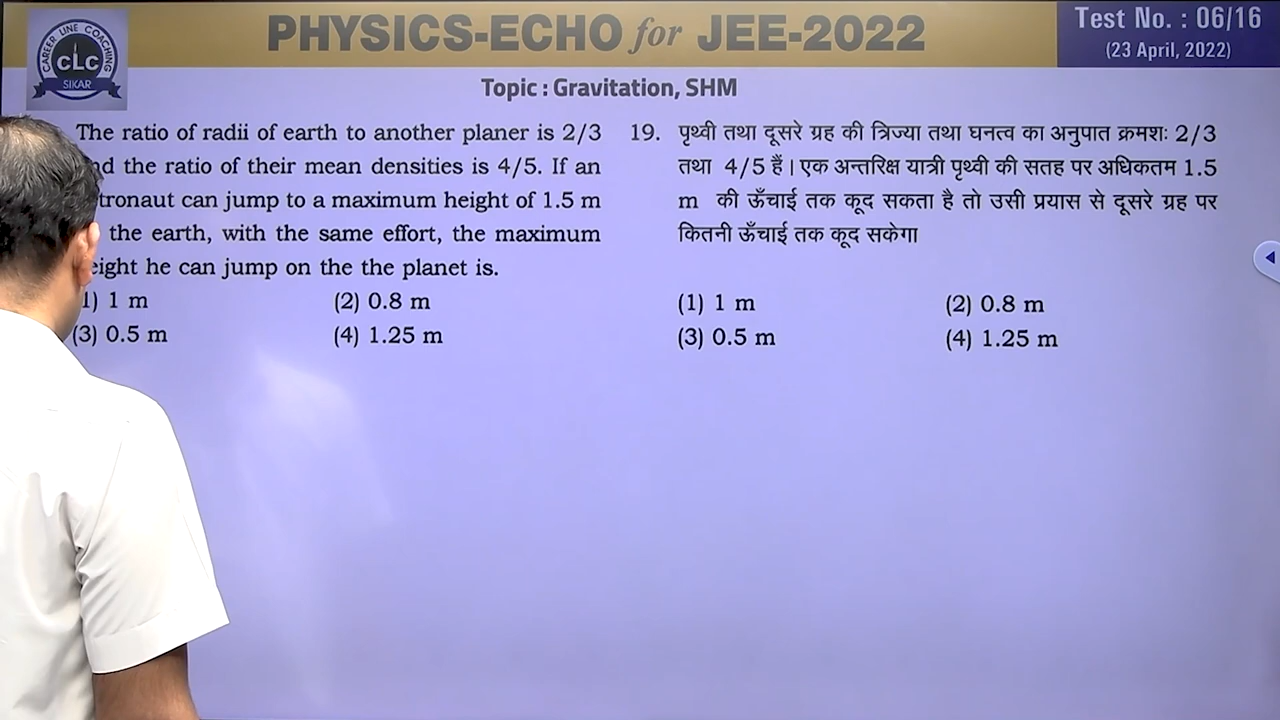 PHYSICS-ECHO for JEE-2022
Test No. : 06/16
(23 April, 2022)
CAREER LINE COACHING
CLC
SIKAR
Topic : Gravitation, SHM
The ratio of radii of earth to another planer is 2/3
the ratio of their mean densities is 4/5. If an
tronaut can jump to a maximum height of 1.5 m
the earth, with the same effort, the maximum
eight he can jump on the the planet is.
1) 1 m (2) 0.8 m
(3) 0.5 m (4) 1.25 m
19. पृथ्वी तथा दूसरे ग्रह की त्रिज्या तथा घनत्व का अनुपात क्रमशः 2/3
तथा 4/5 हैं। एक अन्तरिक्ष यात्री पृथ्वी की सतह पर अधिकतम 1.5
m की ऊँचाई तक कूद सकता है तो उसी प्रयास से दूसरे ग्रह पर
कितनी ऊँचाई तक कूद सकेगा
(1) 1 m (2) 0.8 m
(3) 0.5 m (4) 1.25 m